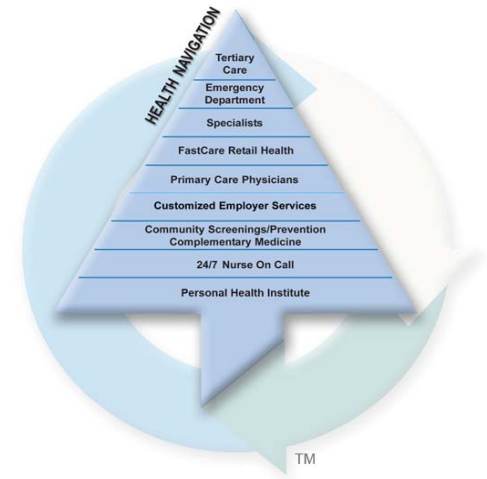 HEALTH NAVIGATION
Tertiary
Care
Emergency
Department
Specialists
FastCare Retail Health
Primary Care Physicians
Customized Employer Services
Community Screenings/Prevention
Complementary Medicine
24/7 Nurse On Call
Personal Health Institute
TM